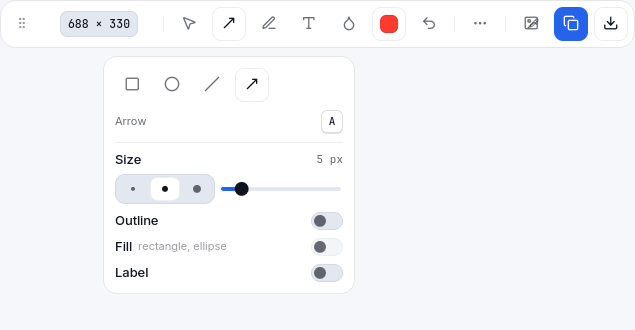 688 × 330
Arrow A
Size 5 px
Outline
Fill rectangle, ellipse
Label